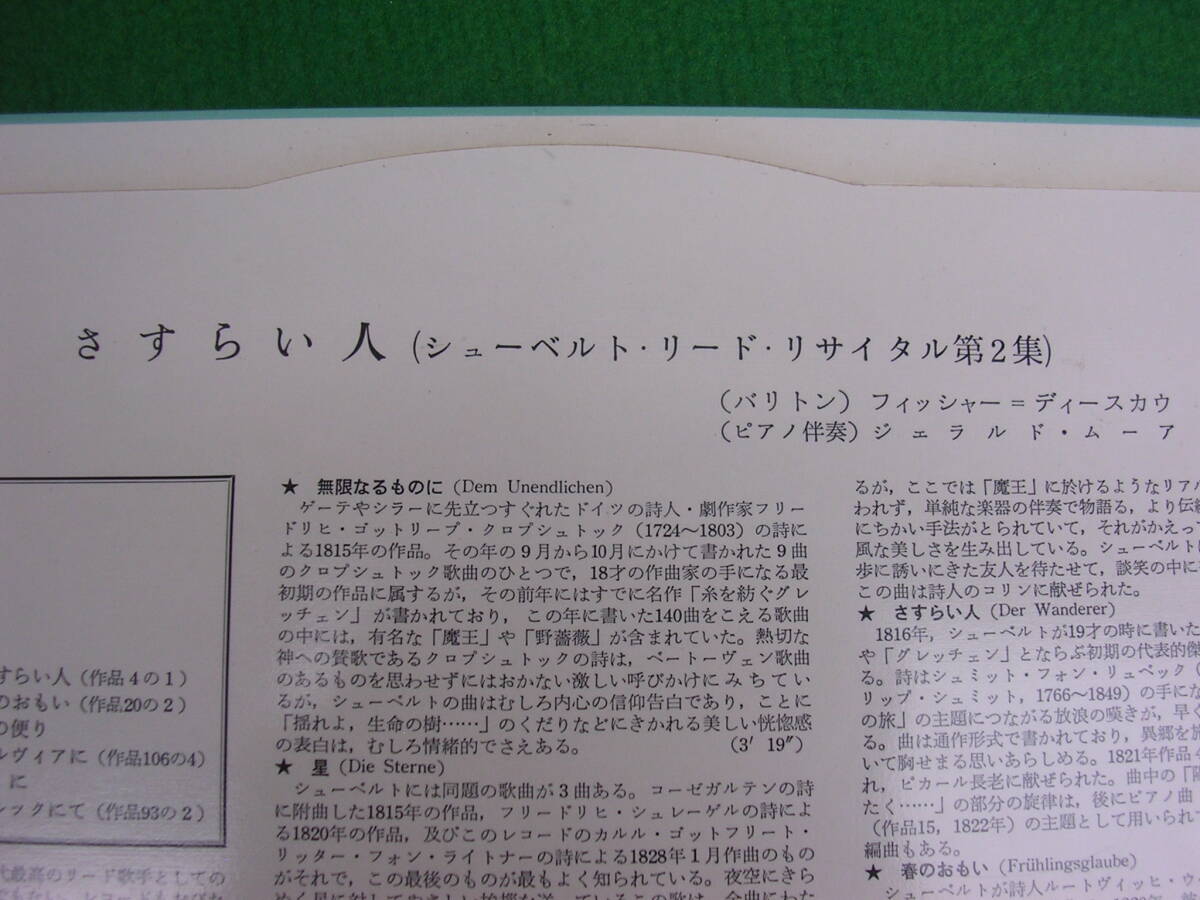 さすらい人(シューベルト・リード・リサイタル第2集)
(バリトン) フィッシャー=ディースカウ
(ピアノ伴奏) ジェラルド・ムーア
すらい人(作品4の1)
のおもい(作品20の2)
の便り
ルヴィアに(作品106の4)
に
ルックにて(作品93の2)
代最高のリード歌手としての
★ 無限なるものに (Dem Unendlichen)
ゲーテやシラーに先立つすぐれたドイツの詩人・劇作家フリー
ドリヒ・ゴットリープ・クロプシュトック (1724〜1803) の詩に
よる1815年の作品。その年の9月から10月にかけて書かれた9曲
のクロプシュトック歌曲のひとつで，18才の作曲家の手になる最
初期の作品に属するが，その前年にはすでに名作「糸を紡ぐグレ
ッチェン」が書かれており，この年に書いた140曲をこえる歌曲
の中には，有名な「魔王」や「野薔薇」が含まれていた。熱切な
神への賛歌であるクロプシュトックの詩は，ベートーヴェン歌曲
のあるものを思わせずにはおかない激しい呼びかけにみちてい
るが，シューベルトの曲はむしろ内心の信仰告白であり，ことに
「揺れよ，生命の樹……」のくだりなどにきかれる美しい恍惚感
の表白は，むしろ情緒的でさえある。 (3′ 19″)
★ 星 (Die Sterne)
シューベルトには同題の歌曲が3曲ある。コーゼガルテンの詩
に附曲した1815年の作品，フリードリヒ・シュレーゲルの詩によ
る1820年の作品，及びこのレコードのカルル・ゴットフリート・
リッター・フォン・ライトナーの詩による1828年1月作曲のもの
がそれで，この最後のものが最もよく知られている。夜空にきら
るが，ここでは「魔王」に於けるようなリアル
われず，単純な楽器の伴奏で物語る，より伝統
にちかい手法がとられていて，それがかえっ
風な美しさを生み出している。シューベルトは
歩に誘いにきた友人を待たせて，談笑の中に
この曲は詩人のコリンに献ぜられた。
★ さすらい人 (Der Wanderer)
1816年，シューベルトが19才の時に書いた
や「グレッチェン」とならぶ初期の代表的傑
る。詩はシュミット・フォン・リュベック (
リップ・シュミット，1766〜1849) の手にな
の旅」の主題につながる放浪の嘆きが，早く
る。曲は通作形式で書かれており，異郷を旅
いて胸せまる思いあらしめる。1821年作品4
れ，ピカール長老に献ぜられた。曲中の「陽
たく……」の部分の旋律は，後にピアノ曲
(作品15，1822年) の主題として用いられて
編曲もある。
★ 春のおもい (Frühlingsglaube)
シューベルトが詩人ルートヴィッヒ・ウ